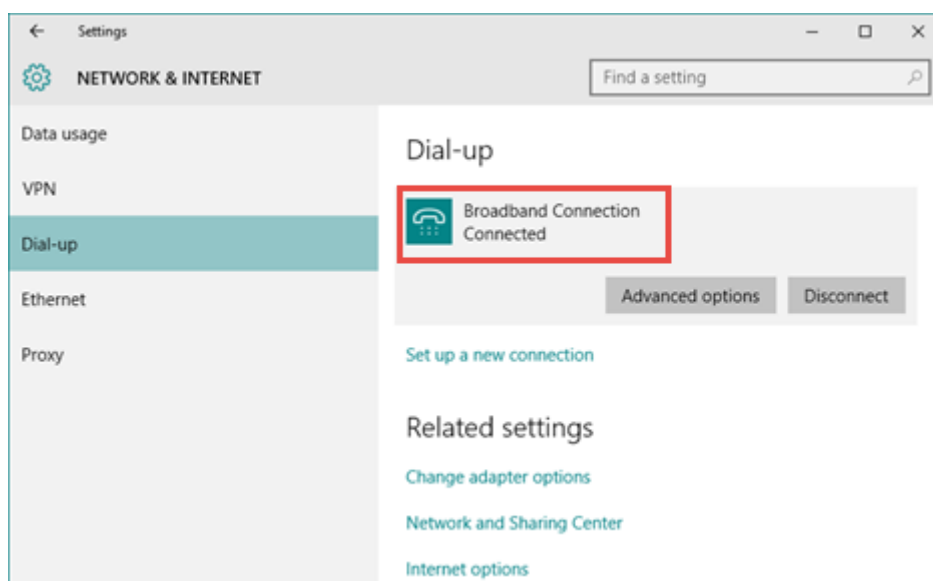 Settings
NETWORK & INTERNET
Find a setting
Data usage
VPN
Dial-up
Ethernet
Proxy
Dial-up
Broadband Connection
Connected
Advanced options
Disconnect
Set up a new connection
Related settings
Change adapter options
Network and Sharing Center
Internet options